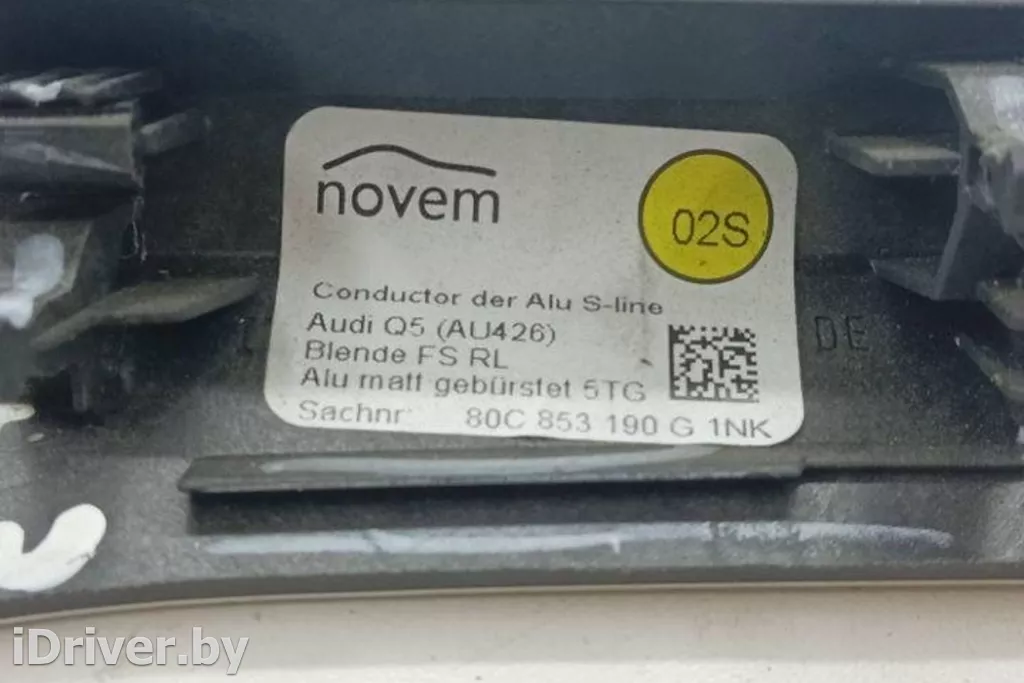 novem
02S
Conductor der Alu S-line
Audi Q5 (AU426)
Blende FS RL
Alu matt gebürstet 5TG
Sachnr 80C 853 190 G 1NK
DE
iDriver.by